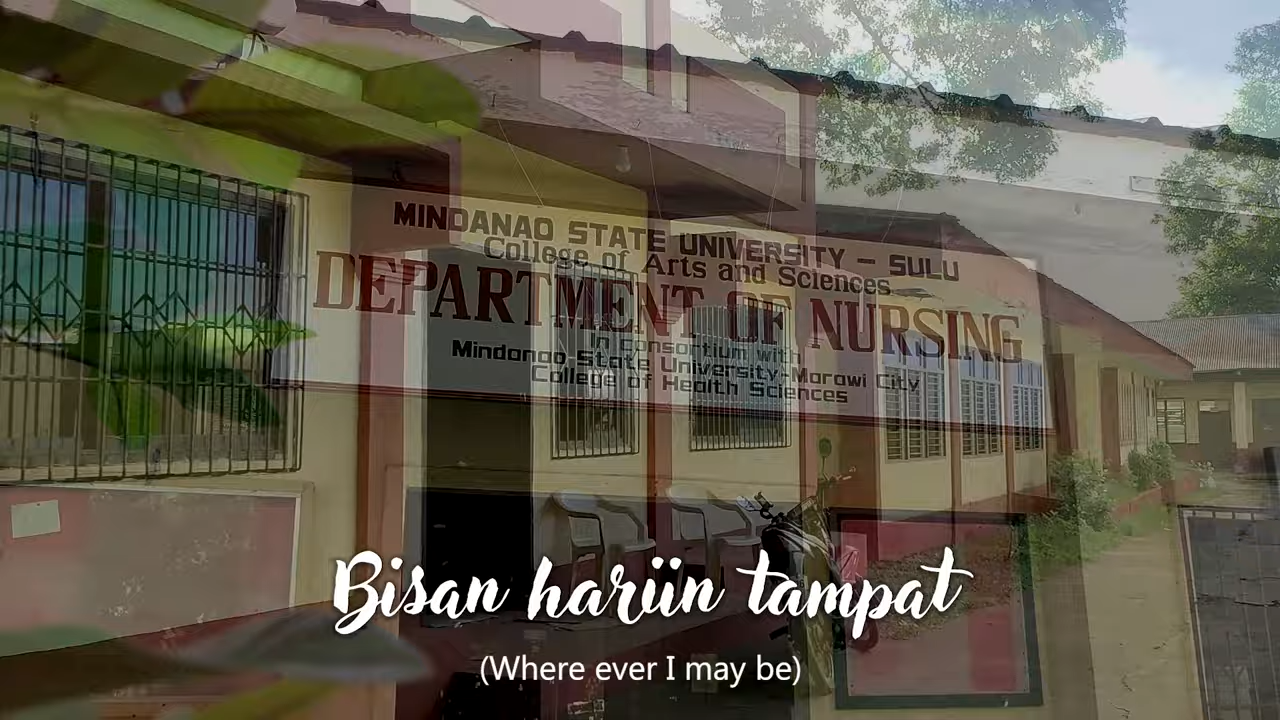 MINDANAO STATE UNIVERSITY – SULU
College of Arts and Sciences
DEPARTMENT OF NURSING
In Consortium with
Mindanao State University-Marawi City
College of Health Sciences
Bisan hariin tampat
(Where ever I may be)